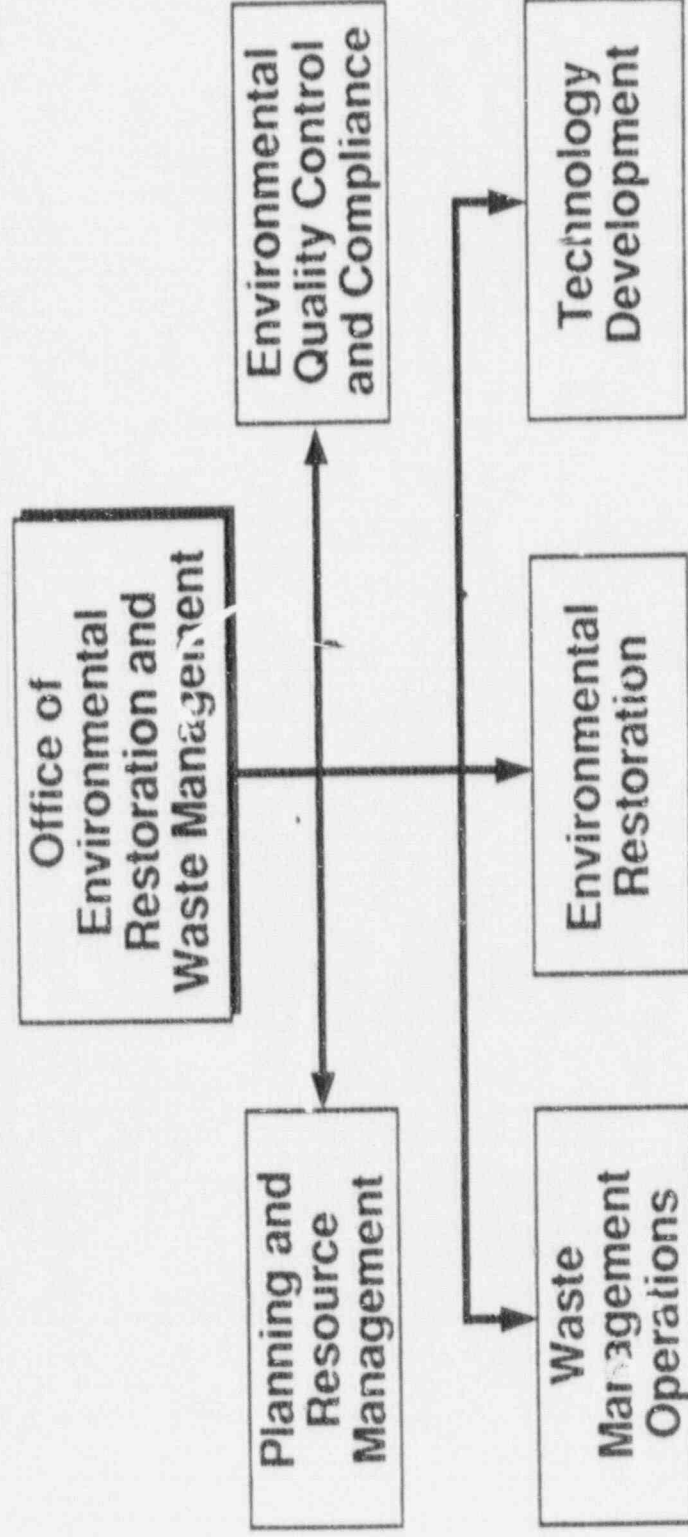 Office of
Environmental
Restoration and
Waste Management
Planning and
Resource
Management
Environmental
Quality Control
and Compliance
Waste
Management
Operations
Environmental
Restoration
Technology
Development